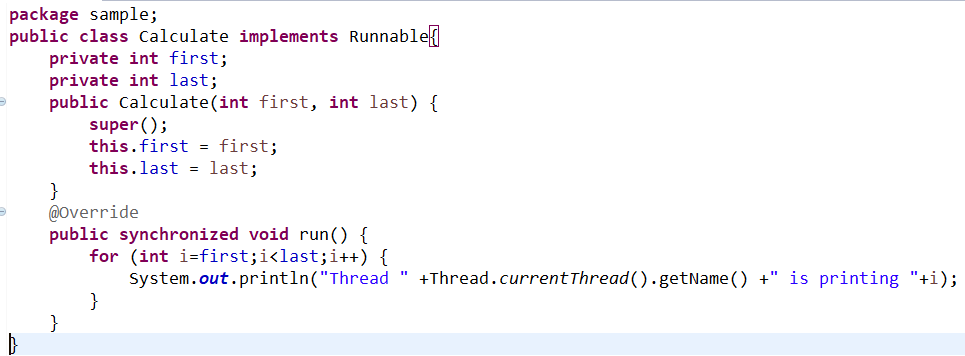 package sample;
public class Calculate implements Runnable{
    private int first;
    private int last;
    public Calculate(int first, int last) {
        super();
        this.first = first;
        this.last = last;
    }
    @Override
    public synchronized void run() {
        for (int i=first;i<last;i++) {
            System.out.println("Thread " +Thread.currentThread().getName() +" is printing "+i);
        }
    }
}